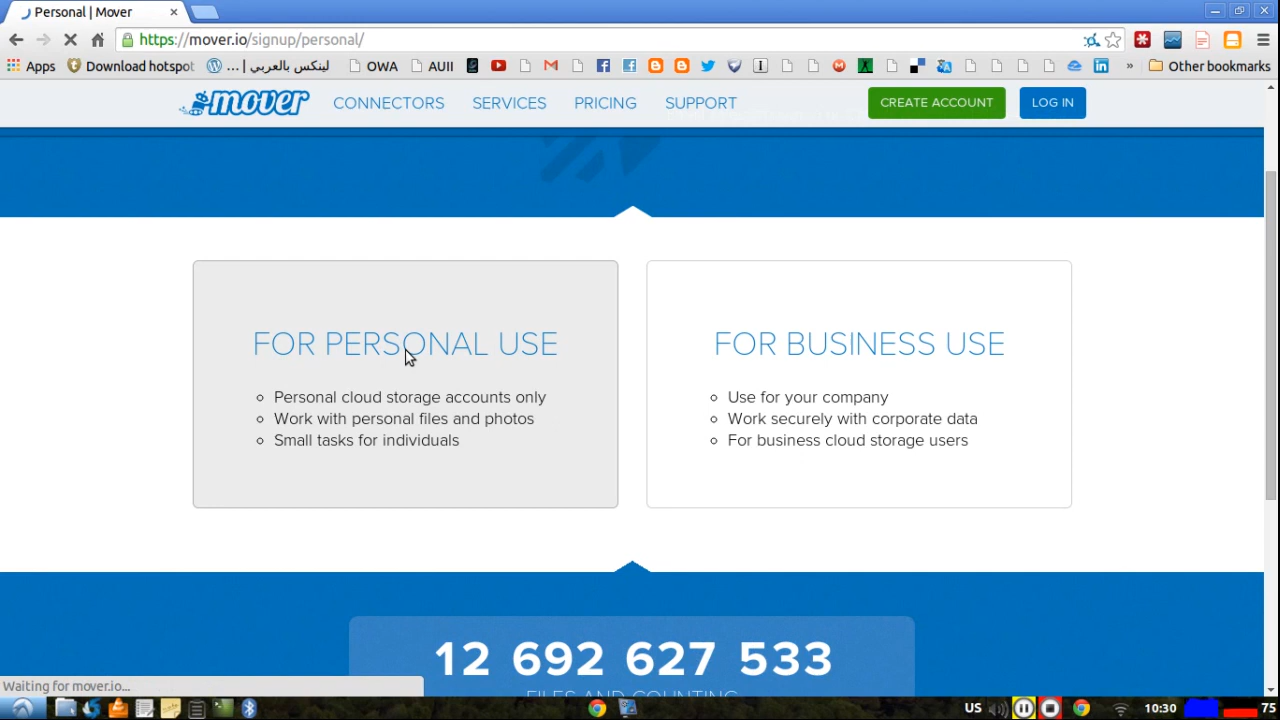 Personal | Mover
https://mover.io/signup/personal/
Apps
Download hotspot
لينكس بالعربي | ...
OWA
AUII
Other bookmarks
mover
CONNECTORS
SERVICES
PRICING
SUPPORT
CREATE ACCOUNT
LOG IN
FOR PERSONAL USE
Personal cloud storage accounts only
Work with personal files and photos
Small tasks for individuals
FOR BUSINESS USE
Use for your company
Work securely with corporate data
For business cloud storage users
12 692 627 533
FILES AND COUNTING
Waiting for mover.io...
US
10:30
75